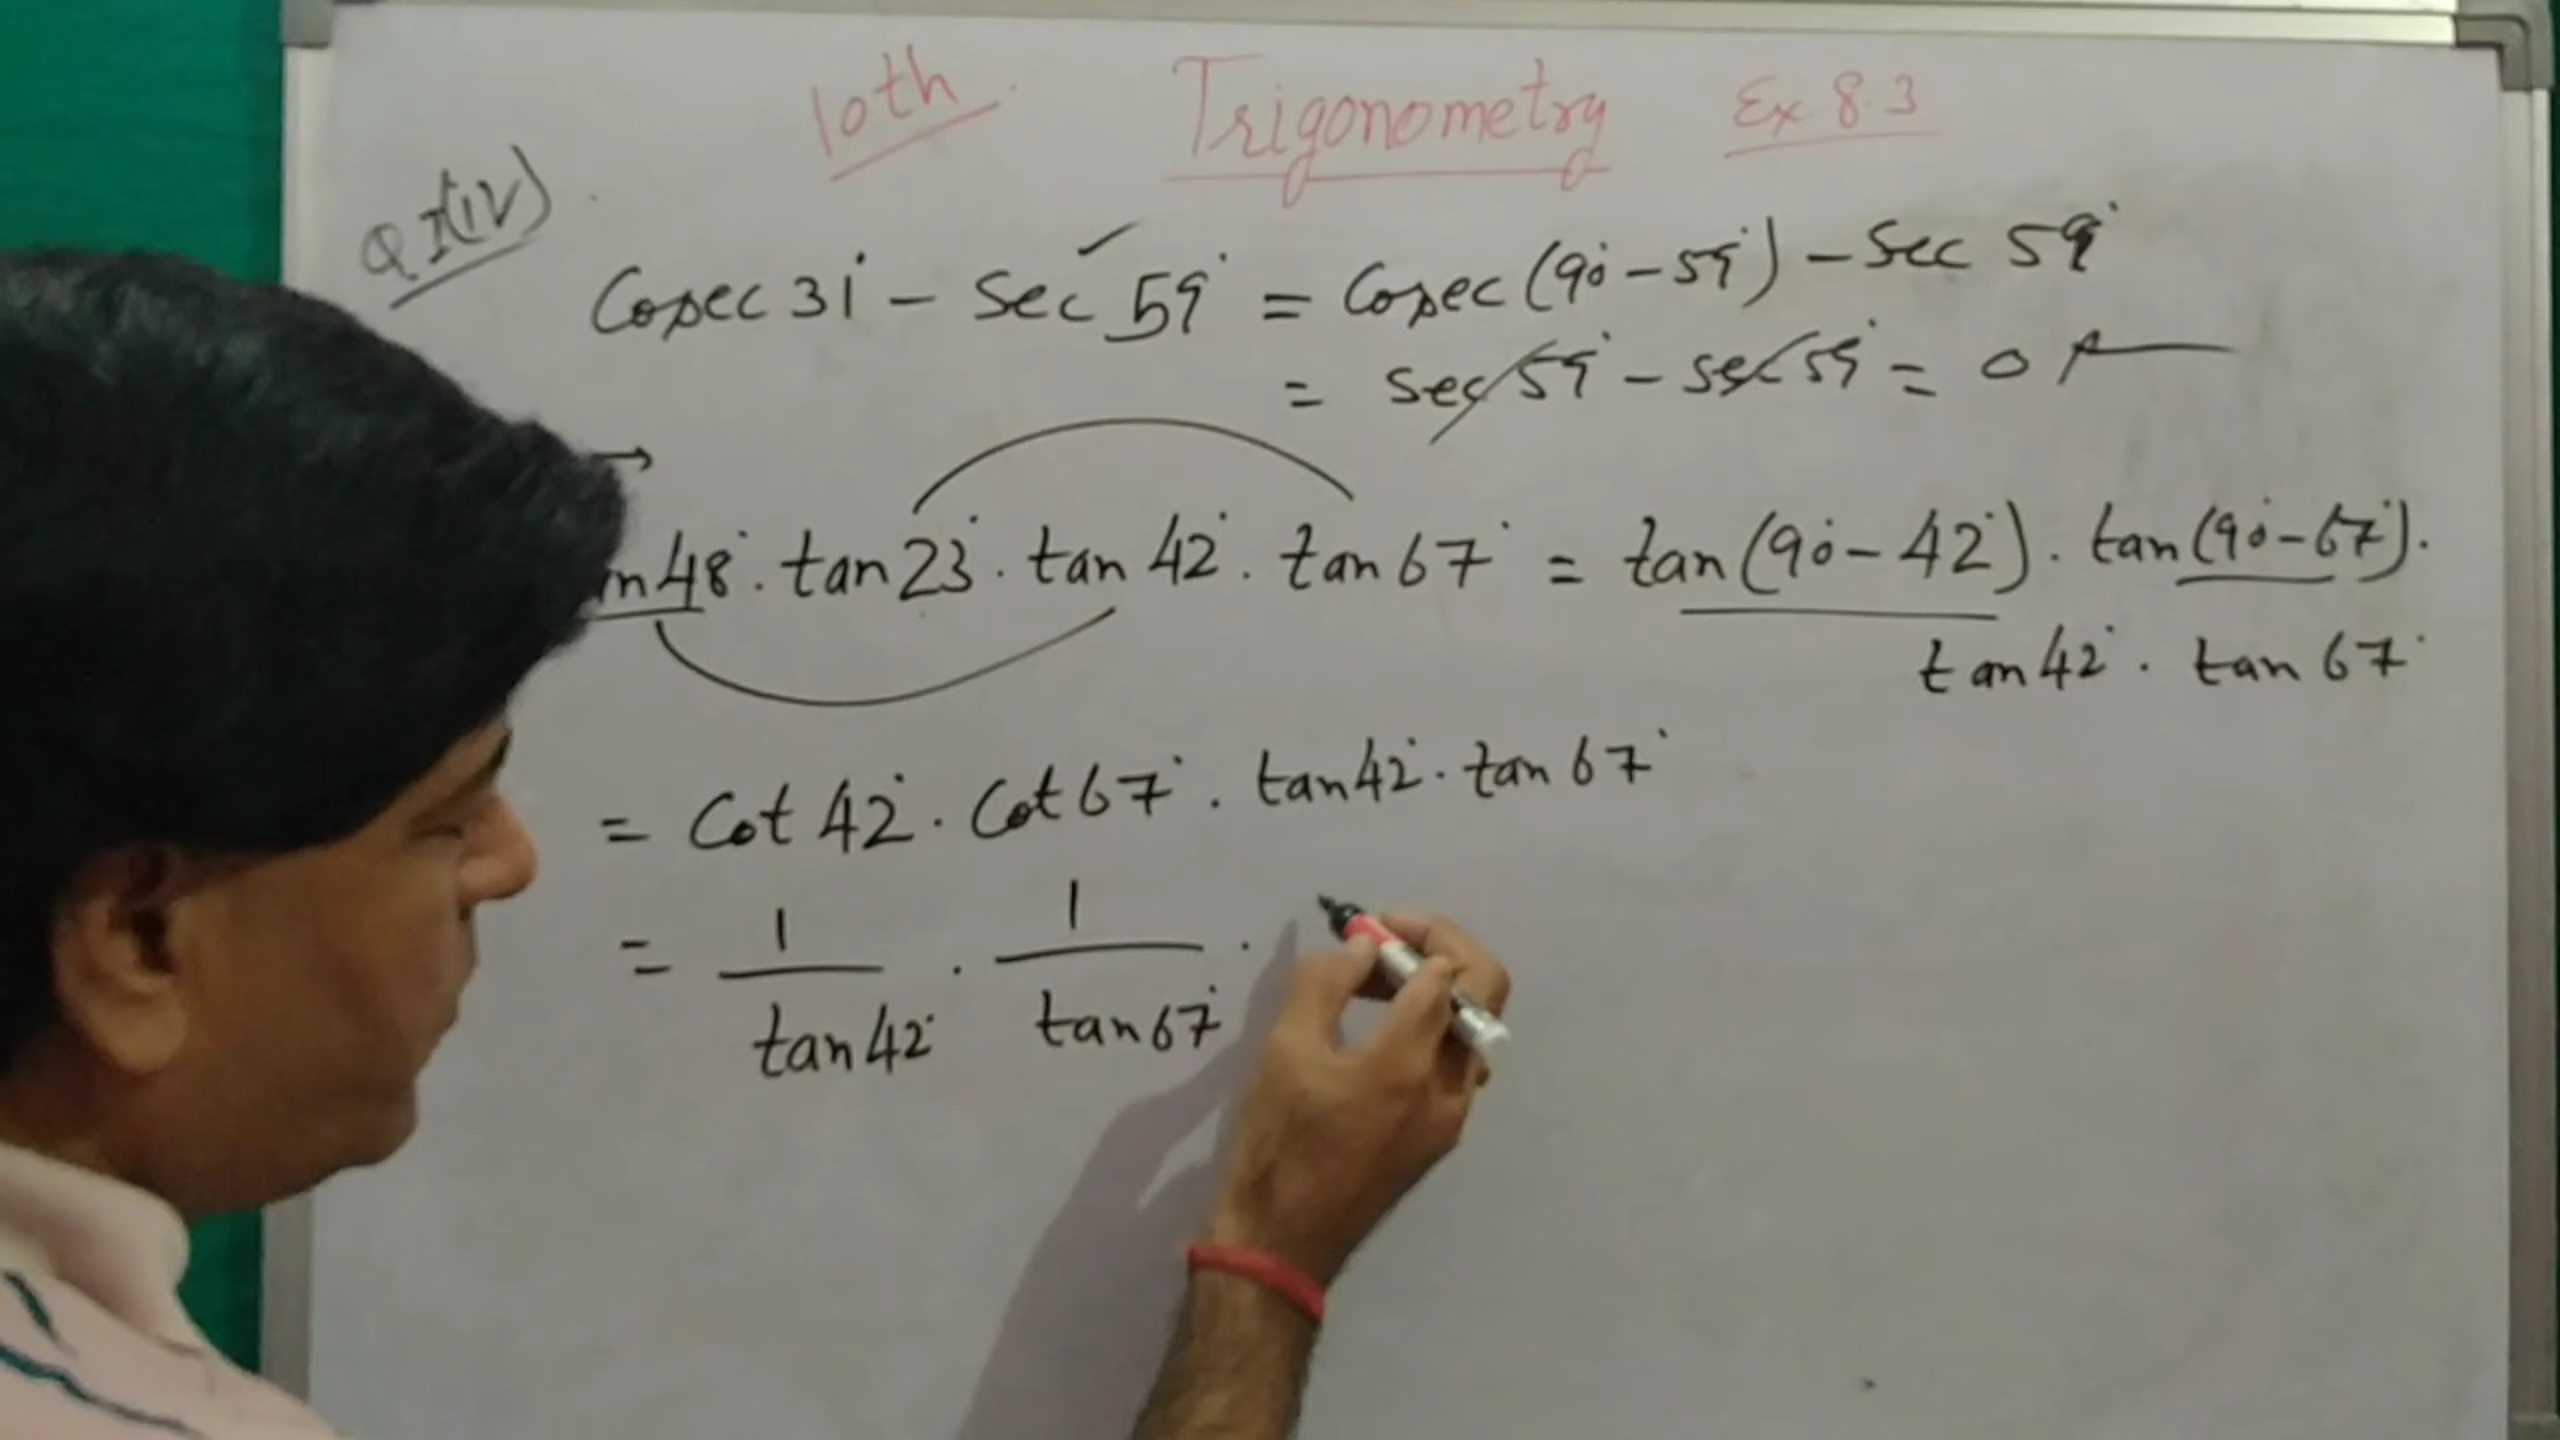 10th Trigonometry Ex 8.3
Q1(iv)
Cosec 31° - Sec 59° = Cosec (90° - 59°) - Sec 59°
= Sec 59° - Sec 59° = 0
→
n 48° . tan 23° . tan 42° . tan 67° = tan (90° - 42°) . tan (90° - 67°) .
tan 42° . tan 67°
= Cot 42° . Cot 67° . tan 42° . tan 67°
= 1/tan 42° . 1/tan 67° .